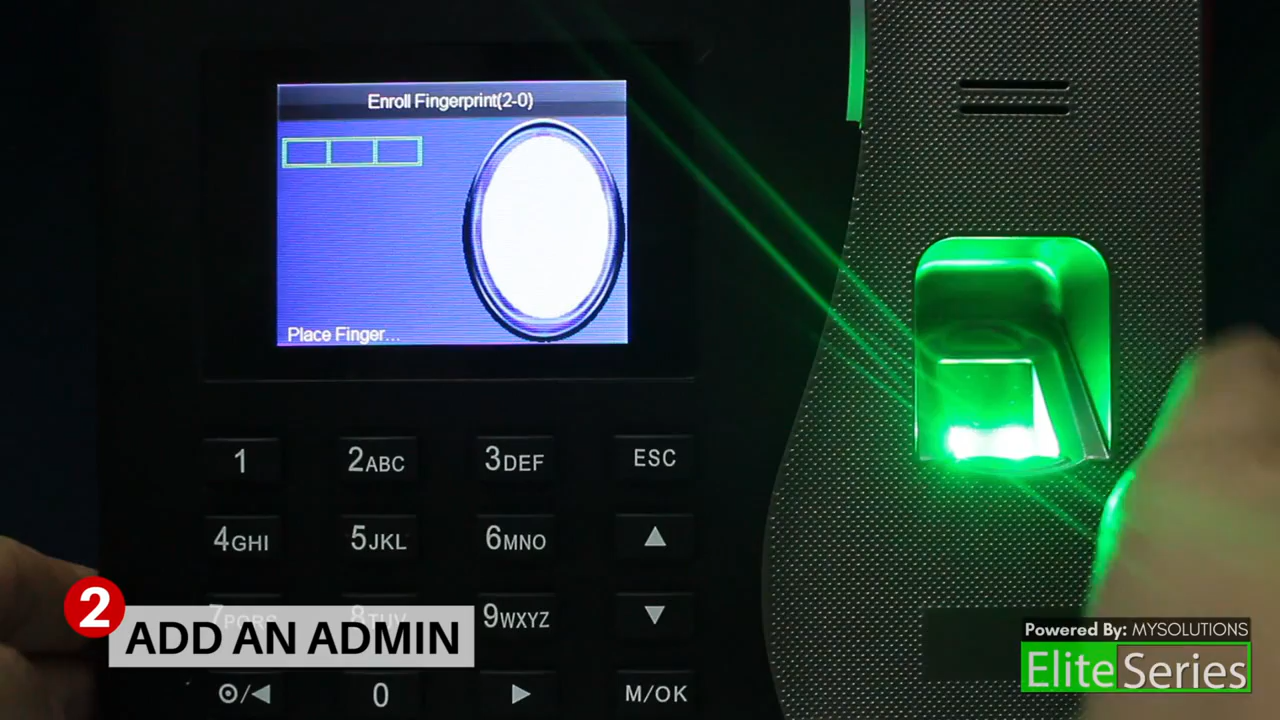 Enroll Fingerprint(2-0)
Place Finger...
1 2ABC 3DEF ESC
4GHI 5JKL 6MNO ▲
7PQRS 8TUV 9WXYZ ▼
2
ADD AN ADMIN
⊙/◀ 0 ▶ M/OK
Powered By: MYSOLUTIONS
EliteSeries